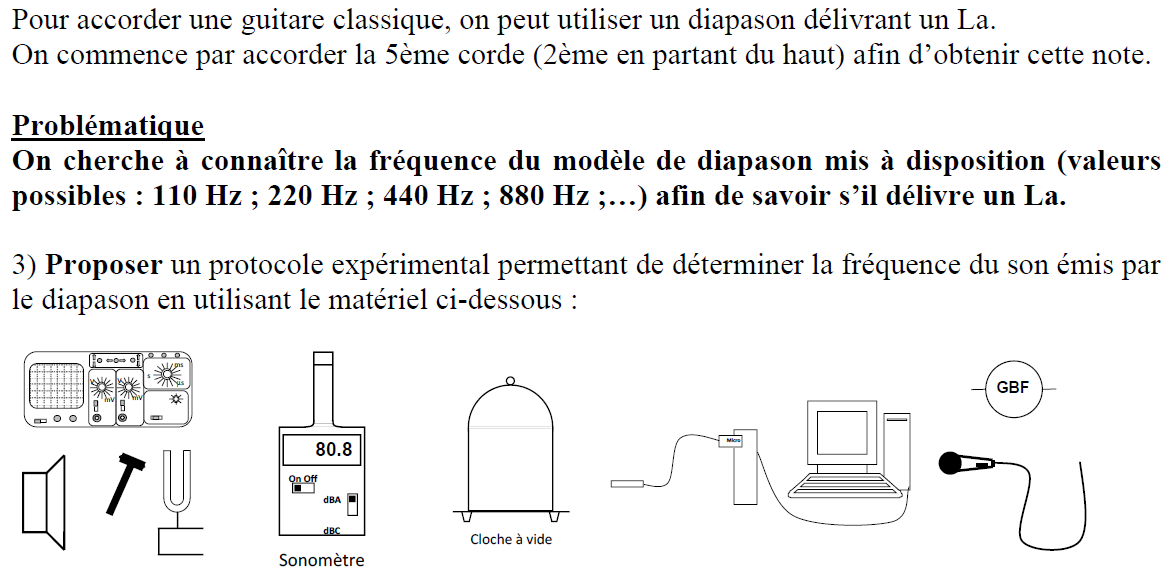 Pour accorder une guitare classique, on peut utiliser un diapason délivrant un La.
On commence par accorder la 5ème corde (2ème en partant du haut) afin d’obtenir cette note.
Problématique
On cherche à connaître la fréquence du modèle de diapason mis à disposition (valeurs
possibles : 110 Hz ; 220 Hz ; 440 Hz ; 880 Hz ;…) afin de savoir s’il délivre un La.
3) Proposer un protocole expérimental permettant de déterminer la fréquence du son émis par
le diapason en utilisant le matériel ci-dessous :
ms
s
µs
mV
mV
80.8
On Off
dBA
dBC
Sonomètre
Cloche à vide
Micro
GBF